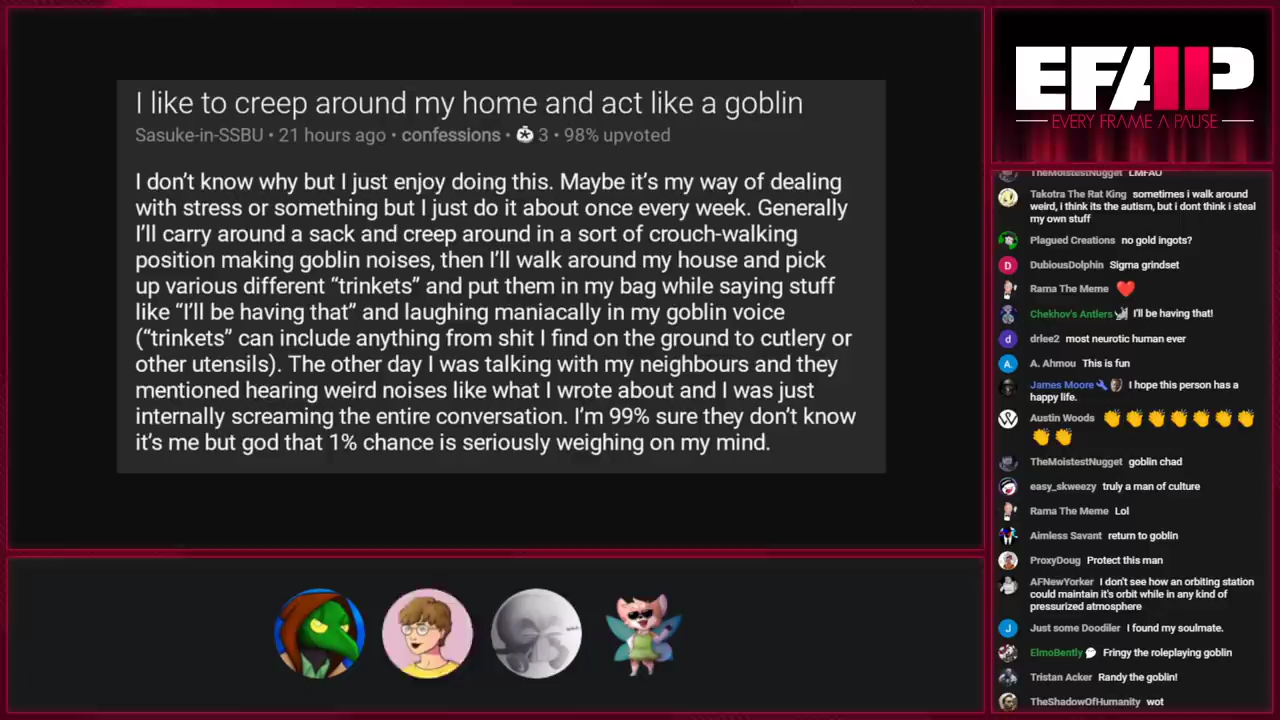 I like to creep around my home and act like a goblin
Sasuke-in-SSBU • 21 hours ago • confessions • 3 • 98% upvoted
I don't know why but I just enjoy doing this. Maybe it's my way of dealing
with stress or something but I just do it about once every week. Generally
I'll carry around a sack and creep around in a sort of crouch-walking
position making goblin noises, then I'll walk around my house and pick
up various different “trinkets” and put them in my bag while saying stuff
like “I'll be having that” and laughing maniacally in my goblin voice
(“trinkets” can include anything from shit I find on the ground to cutlery or
other utensils). The other day I was talking with my neighbours and they
mentioned hearing weird noises like what I wrote about and I was just
internally screaming the entire conversation. I'm 99% sure they don't know
it's me but god that 1% chance is seriously weighing on my mind.
EFAP
EVERY FRAME A PAUSE
TheMoistestNugget LMFAO
Takotra The Rat King sometimes i walk around
weird, i think its the autism, but i dont think i steal
my own stuff
Plagued Creations no gold ingots?
D DubiousDolphin Sigma grindset
Rama The Meme ❤️
Chekhov's Antlers I'll be having that!
d drlee2 most neurotic human ever
A. A. Ahmou This is fun
James Moore I hope this person has a
happy life.
Austin Woods 👏👏👏👏👏👏👏
👏👏
TheMoistestNugget goblin chad
easy_skweezy truly a man of culture
Rama The Meme Lol
Aimless Savant return to goblin
ProxyDoug Protect this man
AFNewYorker I don't see how an orbiting station
could maintain it's orbit while in any kind of
pressurized atmosphere
J Just some Doodiler I found my soulmate.
ElmoBently Fringy the roleplaying goblin
Tristan Acker Randy the goblin!
TheShadowOfHumanity wot